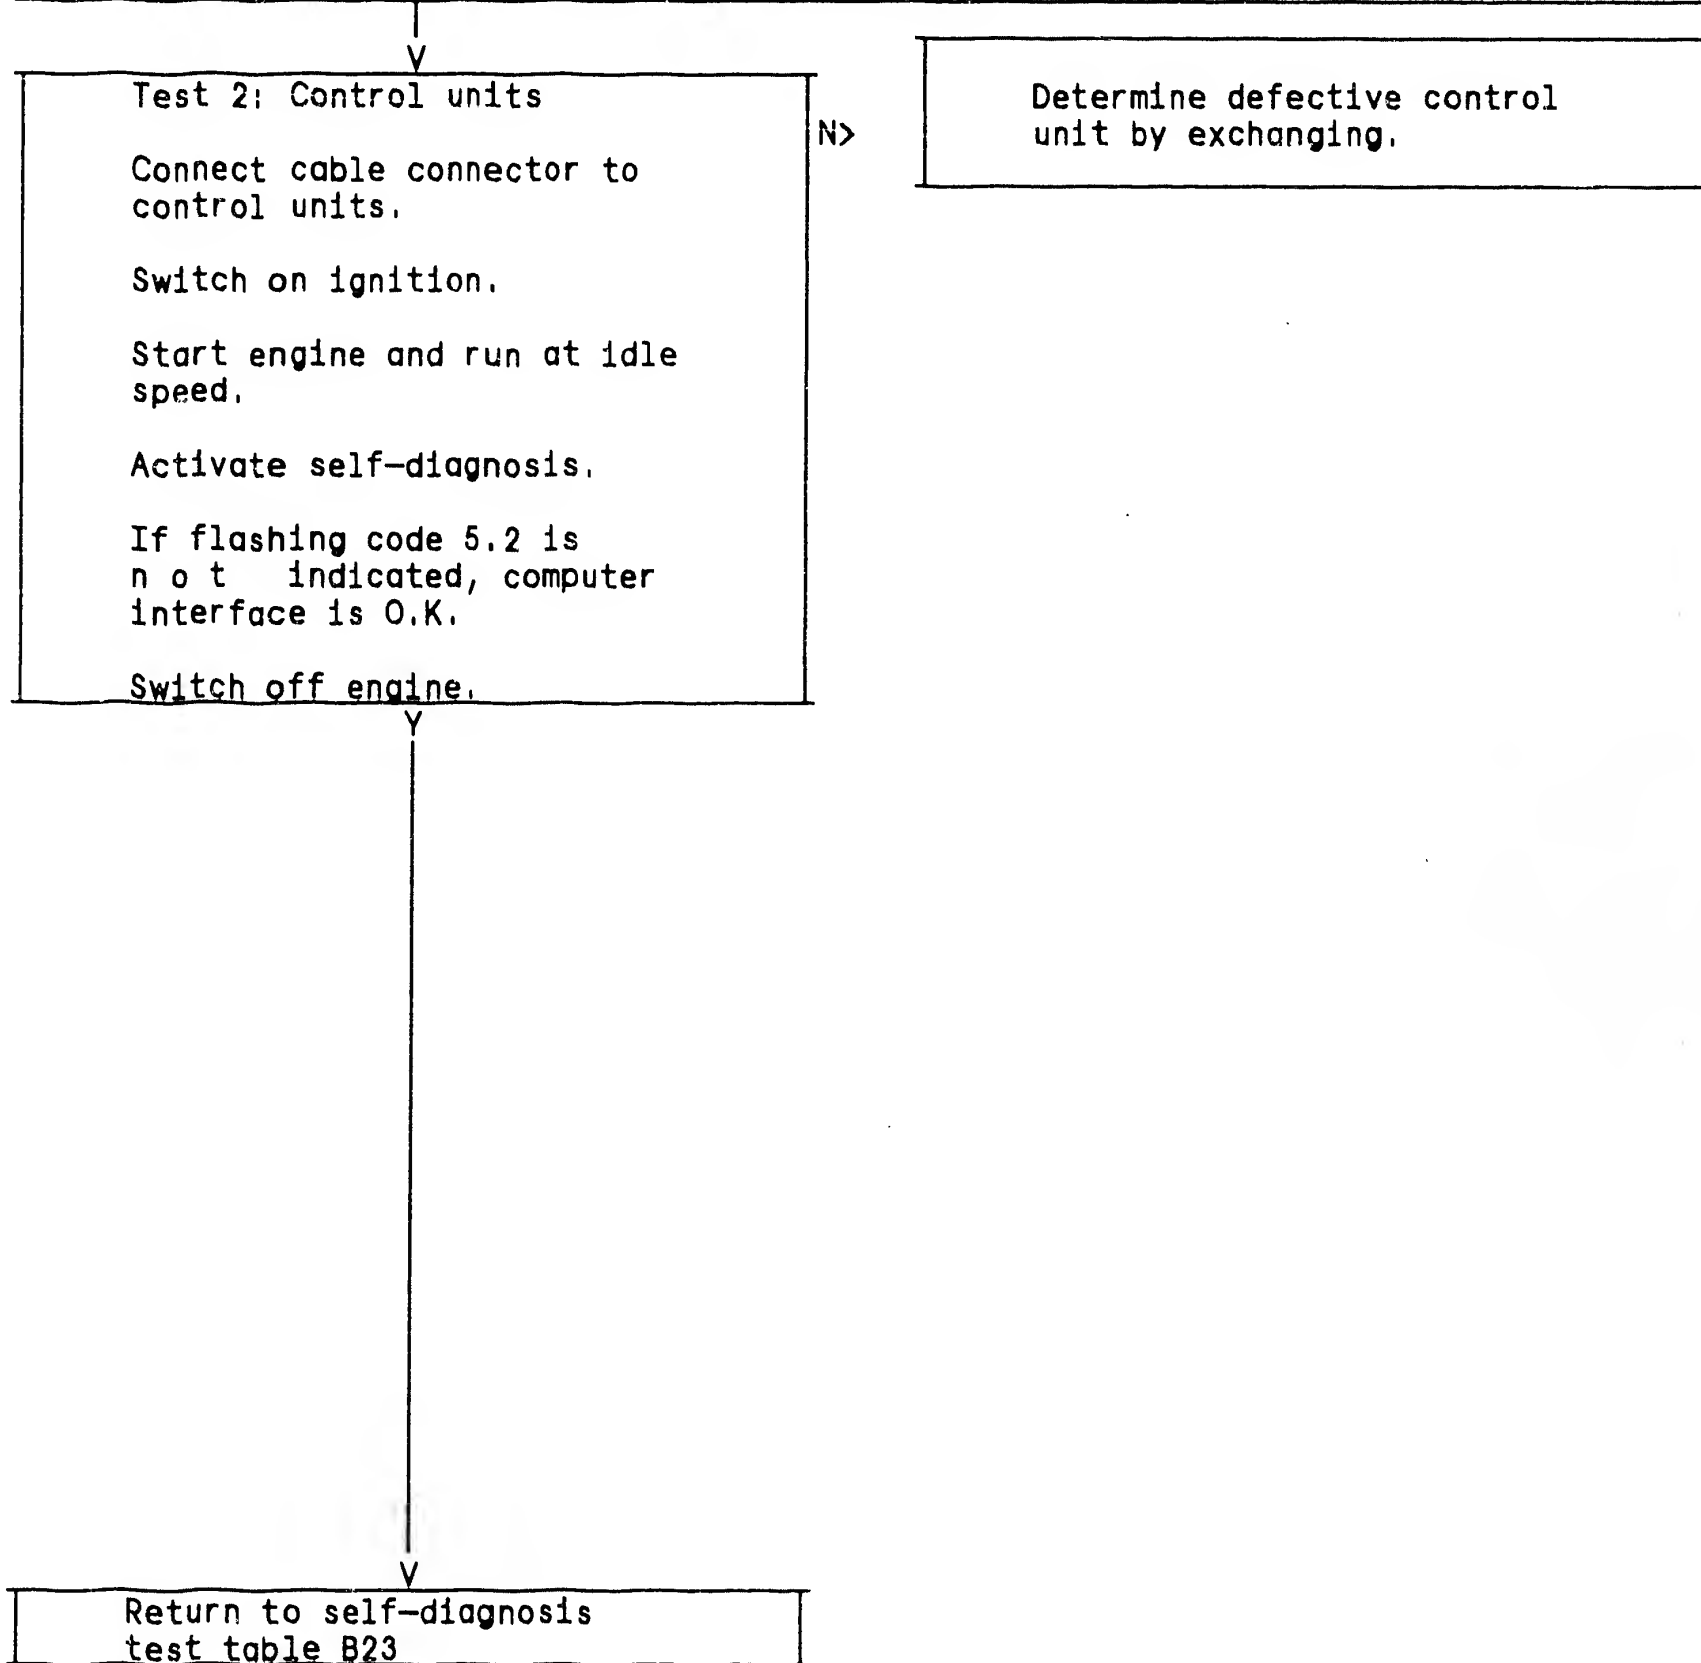 V
Test 2: Control units
N>
Determine defective control
unit by exchanging.
Connect cable connector to
control units.
Switch on ignition.
Start engine and run at idle
speed.
Activate self-diagnosis.
If flashing code 5.2 is
n o t   indicated, computer
interface is O.K.
Switch off engine.
Y
V
Return to self-diagnosis
test table B23